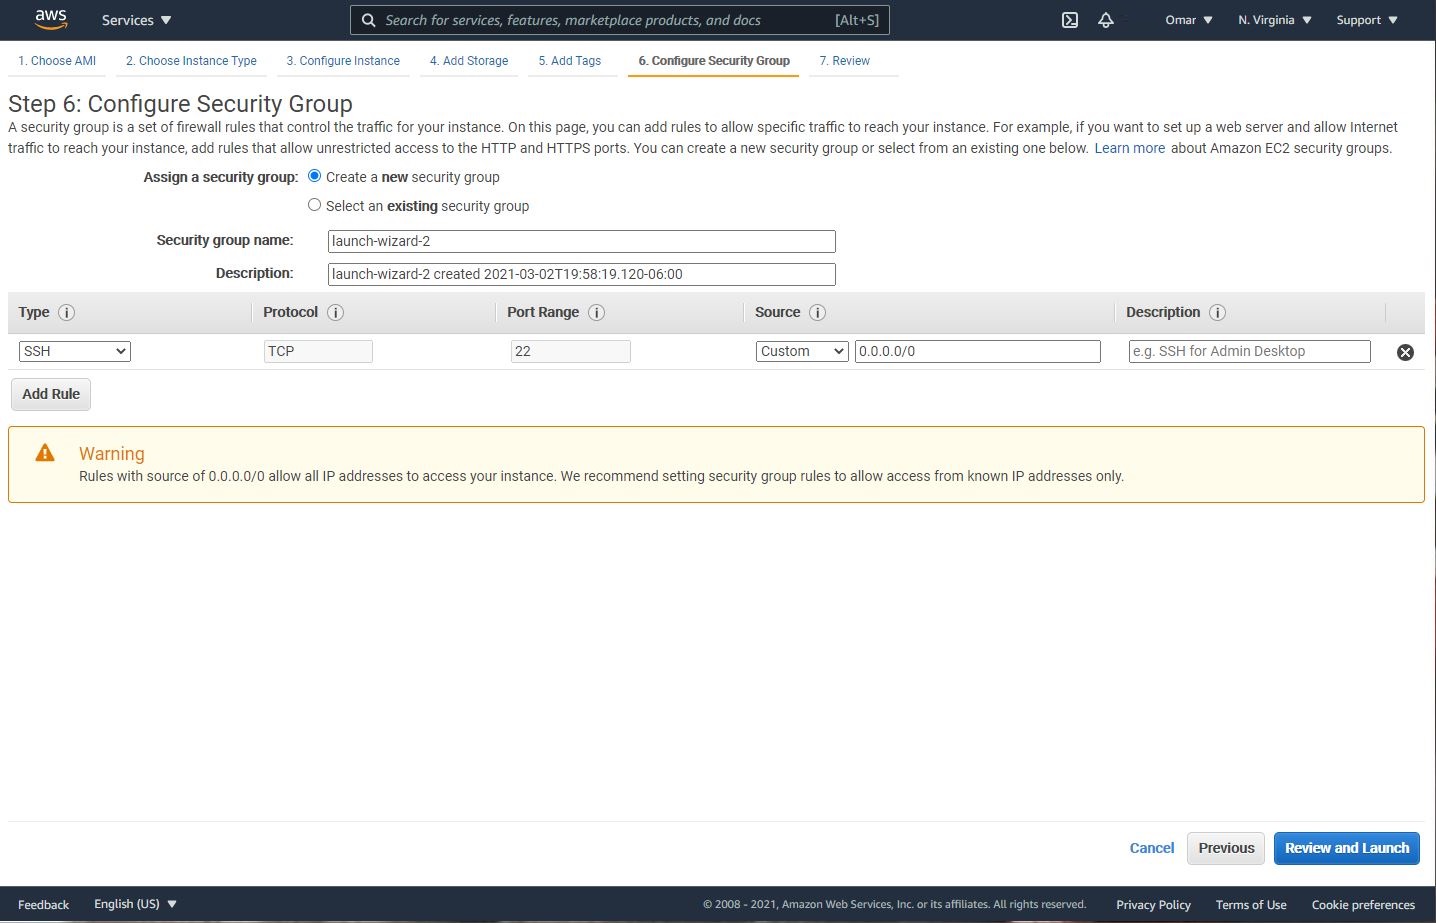 aws Services Search for services, features, marketplace products, and docs [Alt+S] Omar N. Virginia Support
1. Choose AMI 2. Choose Instance Type 3. Configure Instance 4. Add Storage 5. Add Tags 6. Configure Security Group 7. Review
Step 6: Configure Security Group
A security group is a set of firewall rules that control the traffic for your instance. On this page, you can add rules to allow specific traffic to reach your instance. For example, if you want to set up a web server and allow Internet
traffic to reach your instance, add rules that allow unrestricted access to the HTTP and HTTPS ports. You can create a new security group or select from an existing one below. Learn more about Amazon EC2 security groups.
Assign a security group: Create a new security group
Select an existing security group
Security group name: launch-wizard-2
Description: launch-wizard-2 created 2021-03-02T19:58:19.120-06:00
Type Protocol Port Range Source Description
SSH TCP 22 Custom 0.0.0.0/0 e.g. SSH for Admin Desktop
Add Rule
Warning
Rules with source of 0.0.0.0/0 allow all IP addresses to access your instance. We recommend setting security group rules to allow access from known IP addresses only.
Cancel Previous Review and Launch
Feedback English (US) © 2008 - 2021, Amazon Web Services, Inc. or its affiliates. All rights reserved. Privacy Policy Terms of Use Cookie preferences